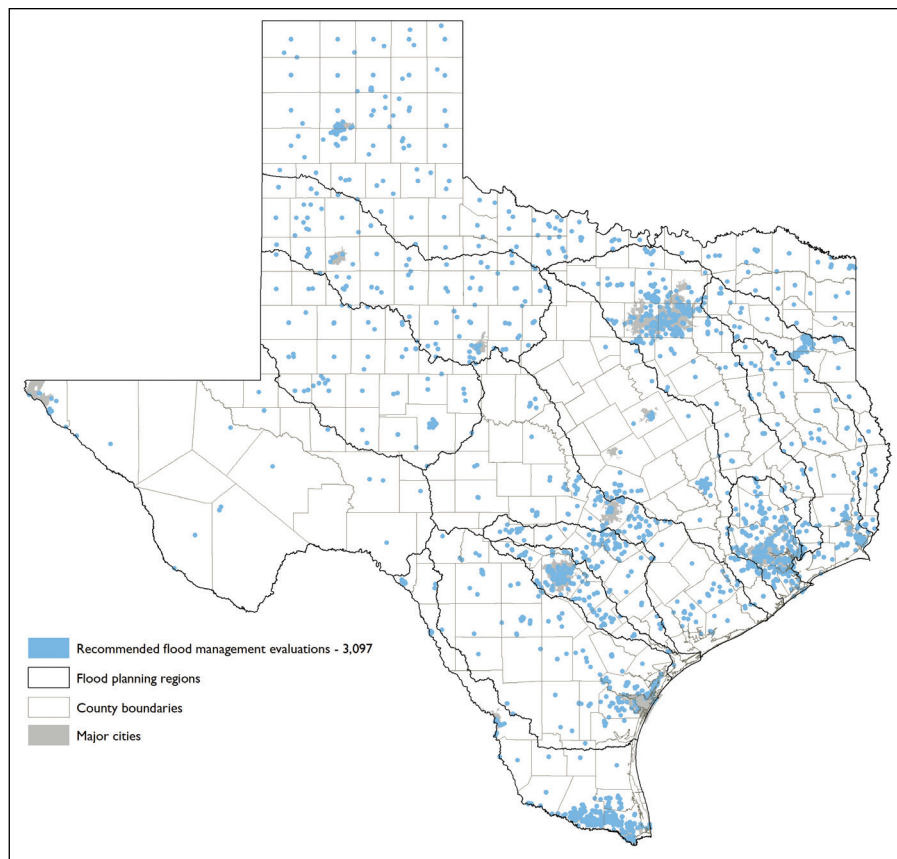 Recommended flood management evaluations - 3,097
Flood planning regions
County boundaries
Major cities